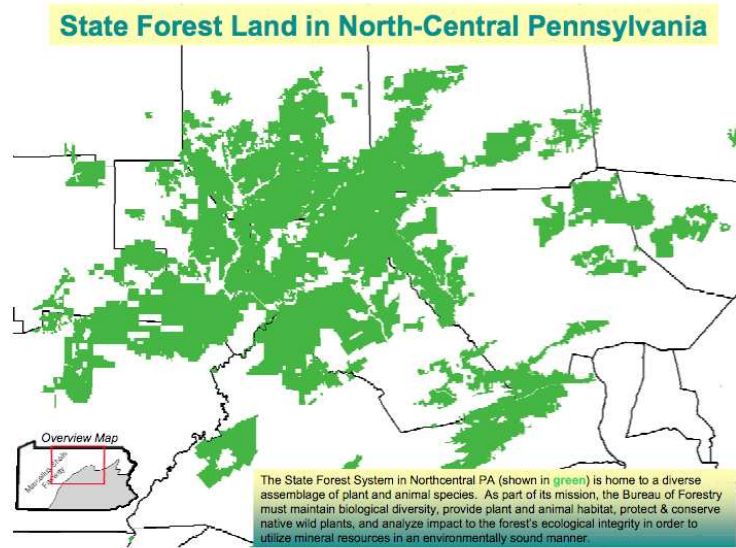 State Forest Land in North-Central Pennsylvania
Overview Map
Marcellus Shale
Fairway
The State Forest System in Northcentral PA (shown in green) is home to a diverse
assemblage of plant and animal species. As part of its mission, the Bureau of Forestry
must maintain biological diversity, provide plant and animal habitat, protect & conserve
native wild plants, and analyze impact to the forest's ecological integrity in order to
utilize mineral resources in an environmentally sound manner.